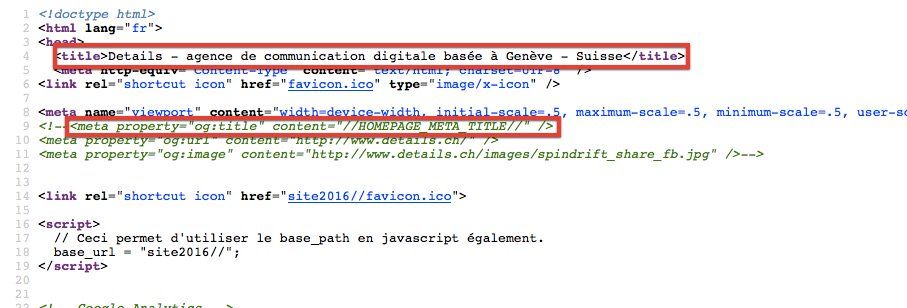 1 <!doctype html>
2 <html lang="fr">
3 <head>
4 <title>Details - agence de communication digitale basée à Genève - Suisse</title>
5 <meta http-equiv="Content-Type" content="text/html; charset=utf-8" />
6 <link rel="shortcut icon" href="favicon.ico" type="image/x-icon" />
7
8 <meta name="viewport" content="width=device-width, initial-scale=.5, maximum-scale=.5, minimum-scale=.5, user-sc
9 <!--<meta property="og:title" content="//HOMEPAGE_META_TITLE//" />
10 <meta property="og:url" content="http://www.details.ch/" />
11 <meta property="og:image" content="http://www.details.ch/images/spindrift_share_fb.jpg" />-->
12
13
14 <link rel="shortcut icon" href="site2016//favicon.ico">
15
16 <script>
17 // Ceci permet d'utiliser le base_path en javascript également.
18 base_url = "site2016//";
19 </script>
20
21
22 <!-- Google Analytics -->